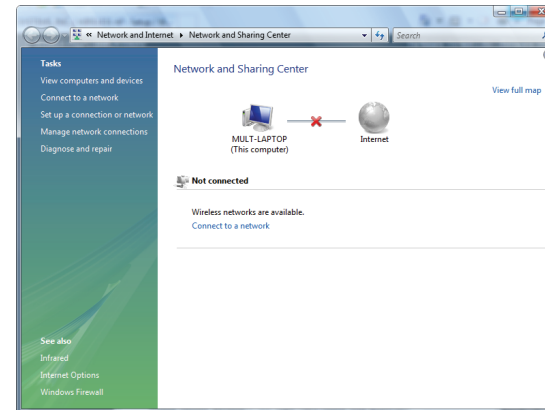 « Network and Internet ▸ Network and Sharing Center
Search
Tasks
View computers and devices
Connect to a network
Set up a connection or network
Manage network connections
Diagnose and repair
See also
Infrared
Internet Options
Windows Firewall
Network and Sharing Center
View full map
MULT-LAPTOP
(This computer)
Internet
Not connected
Wireless networks are available.
Connect to a network